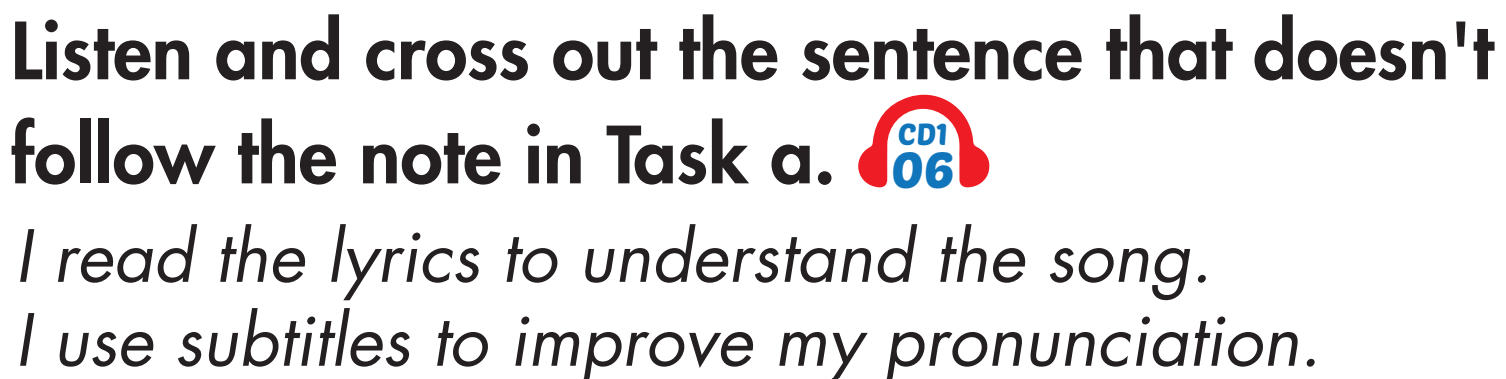 Listen and cross out the sentence that doesn't
follow the note in Task a. CD1 06
I read the lyrics to understand the song.
I use subtitles to improve my pronunciation.